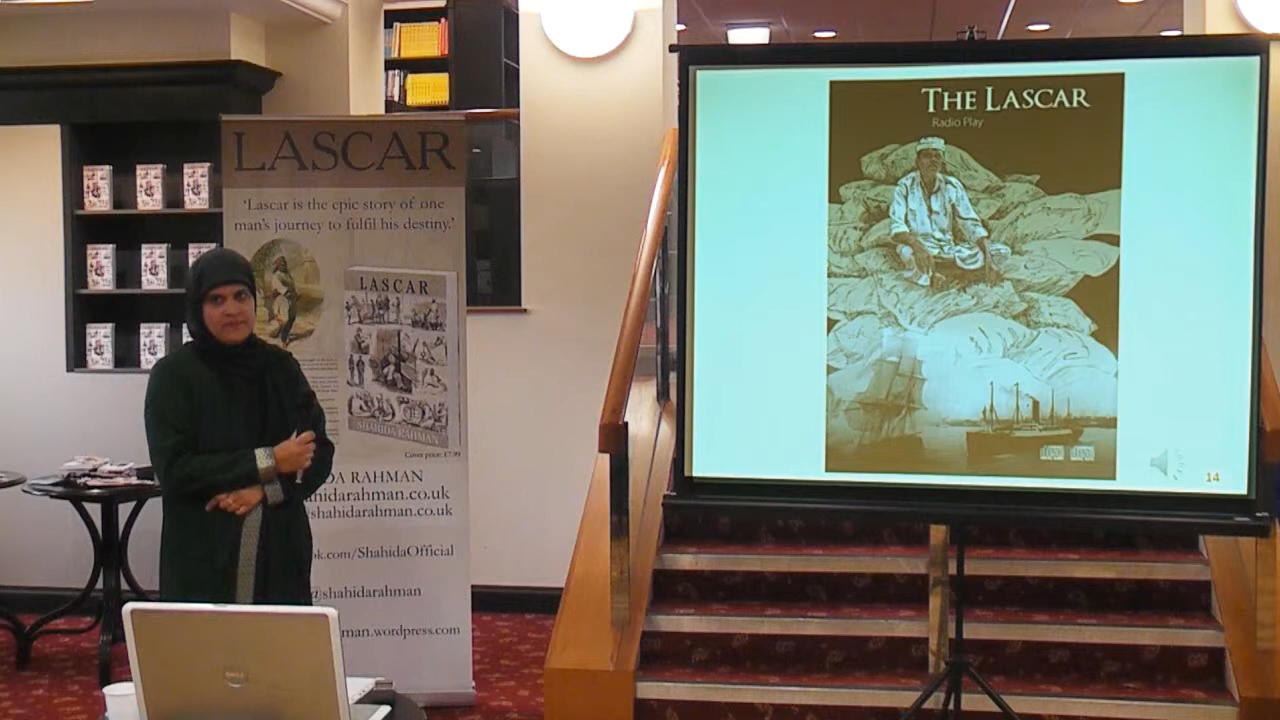 LASCAR
'Lascar is the epic story of one
man's journey to fulfil his destiny.'
LASCAR
SHAHIDA RAHMAN
Cover price: £7.99
DA RAHMAN
ahidarahman.co.uk
@shahidarahman.co.uk
ok.com/ShahidaOfficial
@shahidarahman
man.wordpress.com
DELL
THE LASCAR
Radio Play
14